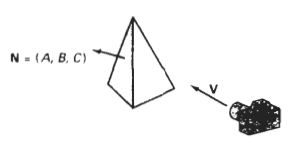 N = (A, B, C)
V